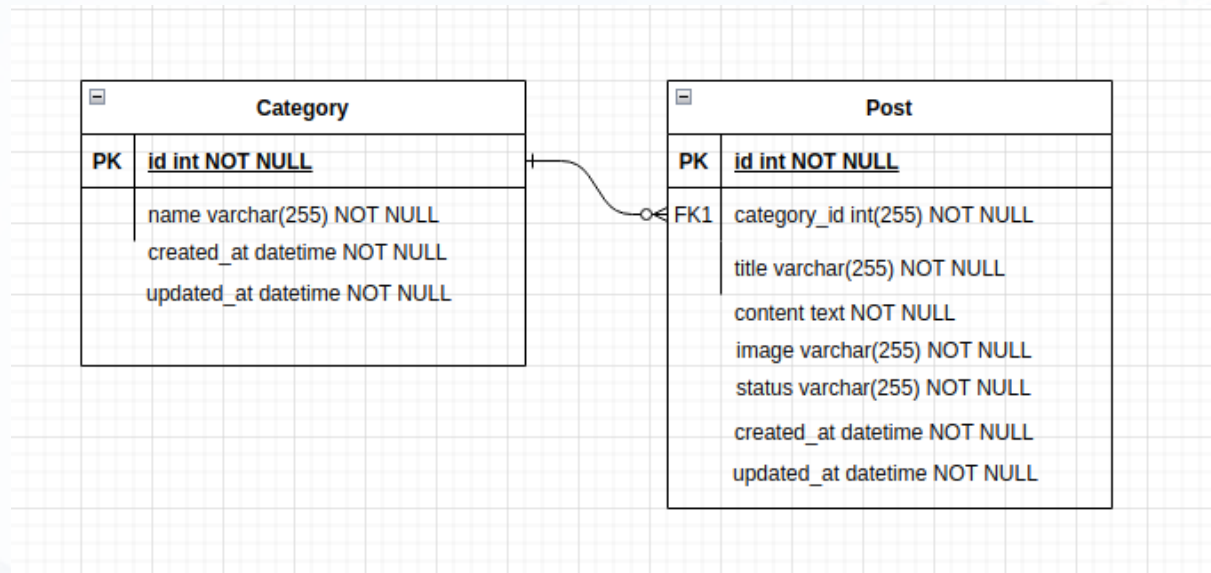 Category
PK id int NOT NULL
name varchar(255) NOT NULL
created_at datetime NOT NULL
updated_at datetime NOT NULL
Post
PK id int NOT NULL
FK1 category_id int(255) NOT NULL
title varchar(255) NOT NULL
content text NOT NULL
image varchar(255) NOT NULL
status varchar(255) NOT NULL
created_at datetime NOT NULL
updated_at datetime NOT NULL